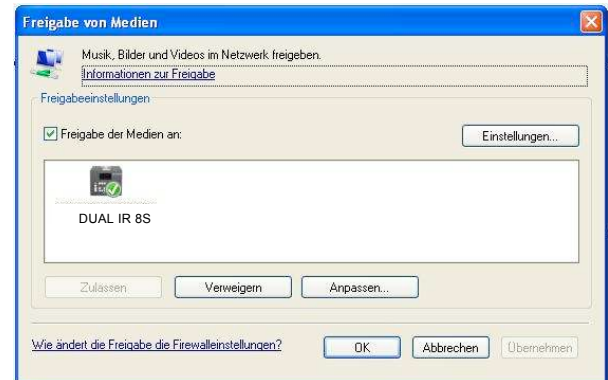 Freigabe von Medien
Musik, Bilder und Videos im Netzwerk freigeben.
Informationen zur Freigabe
Freigabeeinstellungen
Freigabe der Medien an:
Einstellungen...
DUAL IR 8S
Zulassen
Verweigern
Anpassen...
Wie ändert die Freigabe die Firewalleinstellungen?
OK
Abbrechen
Übernehmen